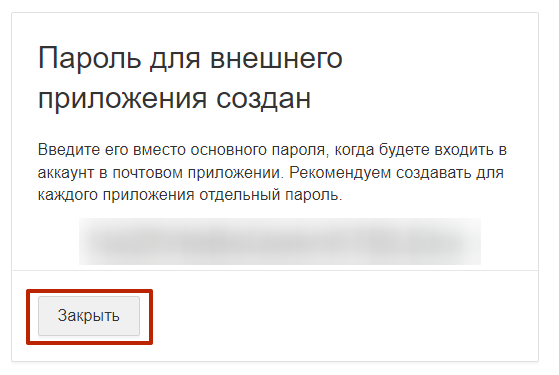 Пароль для внешнего
приложения создан
Введите его вместо основного пароля, когда будете входить в
аккаунт в почтовом приложении. Рекомендуем создавать для
каждого приложения отдельный пароль.
Закрыть